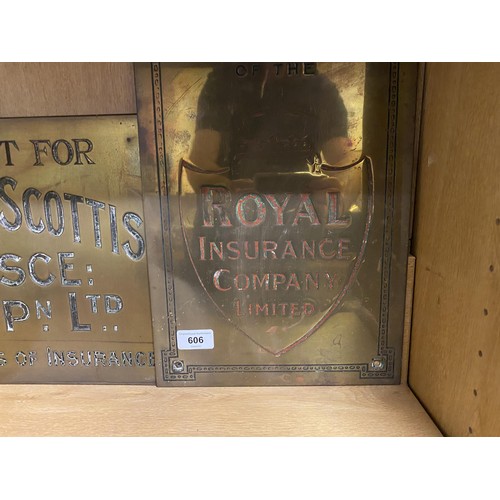 T FOR
SCOTTIS
SCE:
PN. LTD
S OF INSURANCE
OF THE
ROYAL
INSURANCE
COMPANY
LIMITED
606